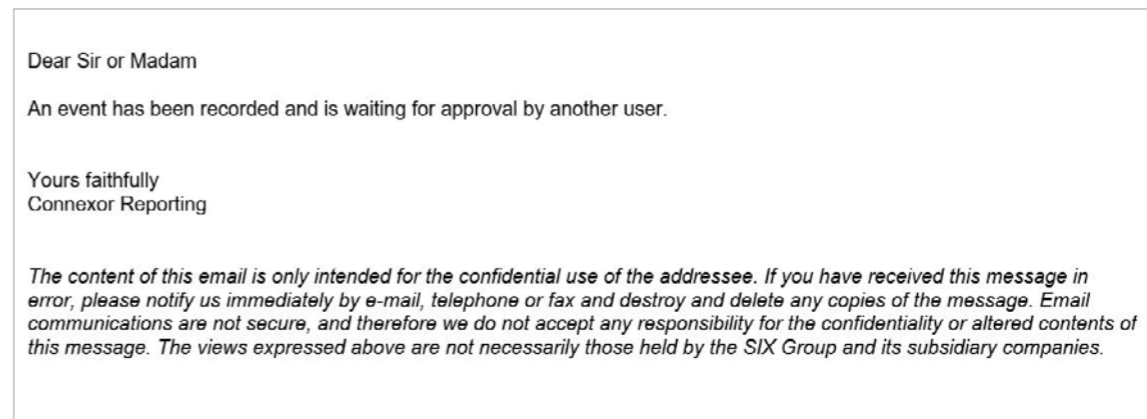 Dear Sir or Madam
An event has been recorded and is waiting for approval by another user.
Yours faithfully
Connexor Reporting
The content of this email is only intended for the confidential use of the addressee. If you have received this message in
error, please notify us immediately by e-mail, telephone or fax and destroy and delete any copies of the message. Email
communications are not secure, and therefore we do not accept any responsibility for the confidentiality or altered contents of
this message. The views expressed above are not necessarily those held by the SIX Group and its subsidiary companies.